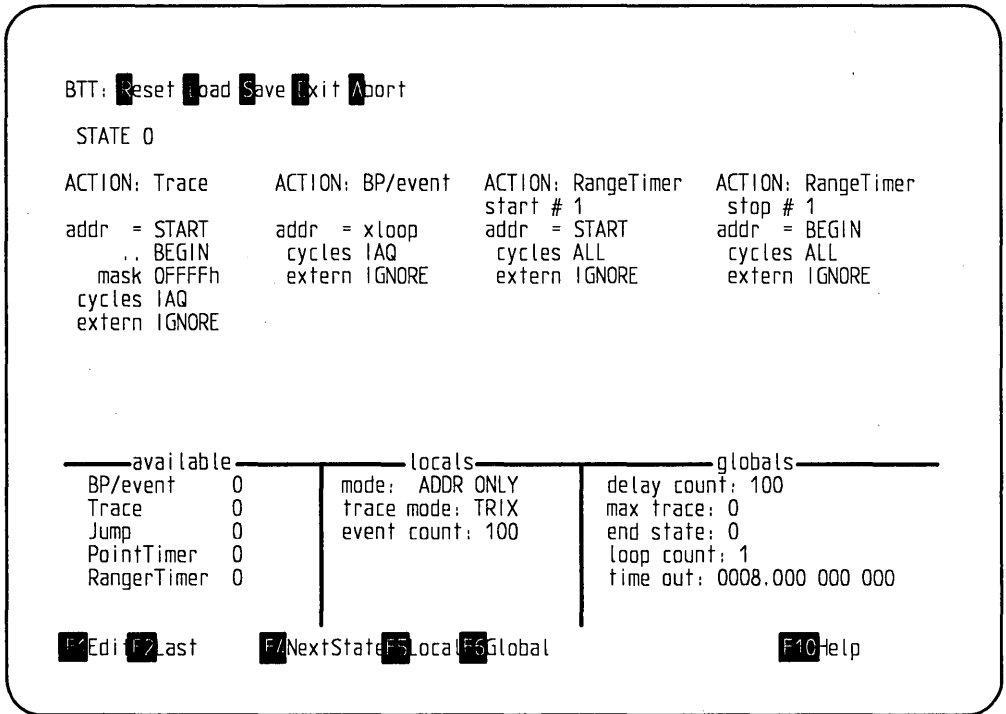 BTT: Reset Load Save Exit Abort
STATE 0
ACTION: Trace ACTION: BP/event ACTION: RangeTimer ACTION: RangeTimer
start # 1 stop # 1
addr = START addr = xloop addr = START addr = BEGIN
.. BEGIN cycles IAQ cycles ALL cycles ALL
mask 0FFFFh extern IGNORE extern IGNORE extern IGNORE
cycles IAQ
extern IGNORE
available locals globals
BP/event 0 mode: ADDR ONLY delay count: 100
Trace 0 trace mode: TRIX max trace: 0
Jump 0 event count: 100 end state: 0
PointTimer 0 loop count: 1
RangerTimer 0 time out: 0008.000 000 000
F1Edit F2Last F4NextState F5Local F6Global F10Help